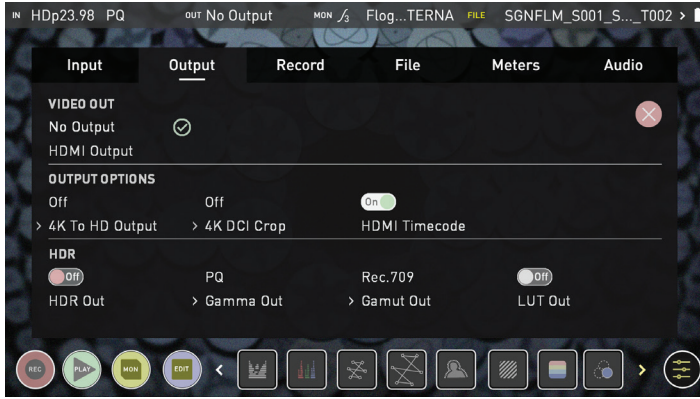 IN HDp23.98 PQ OUT No Output MON Flog...TERNA FILE SGNFLM_S001_S..._T002 >
Input Output Record File Meters Audio
VIDEO OUT
No Output
HDMI Output
OUTPUT OPTIONS
Off Off On
> 4K To HD Output > 4K DCI Crop HDMI Timecode
HDR
Off PQ Rec.709 Off
HDR Out > Gamma Out > Gamut Out LUT Out
REC PLAY MON EDIT < >